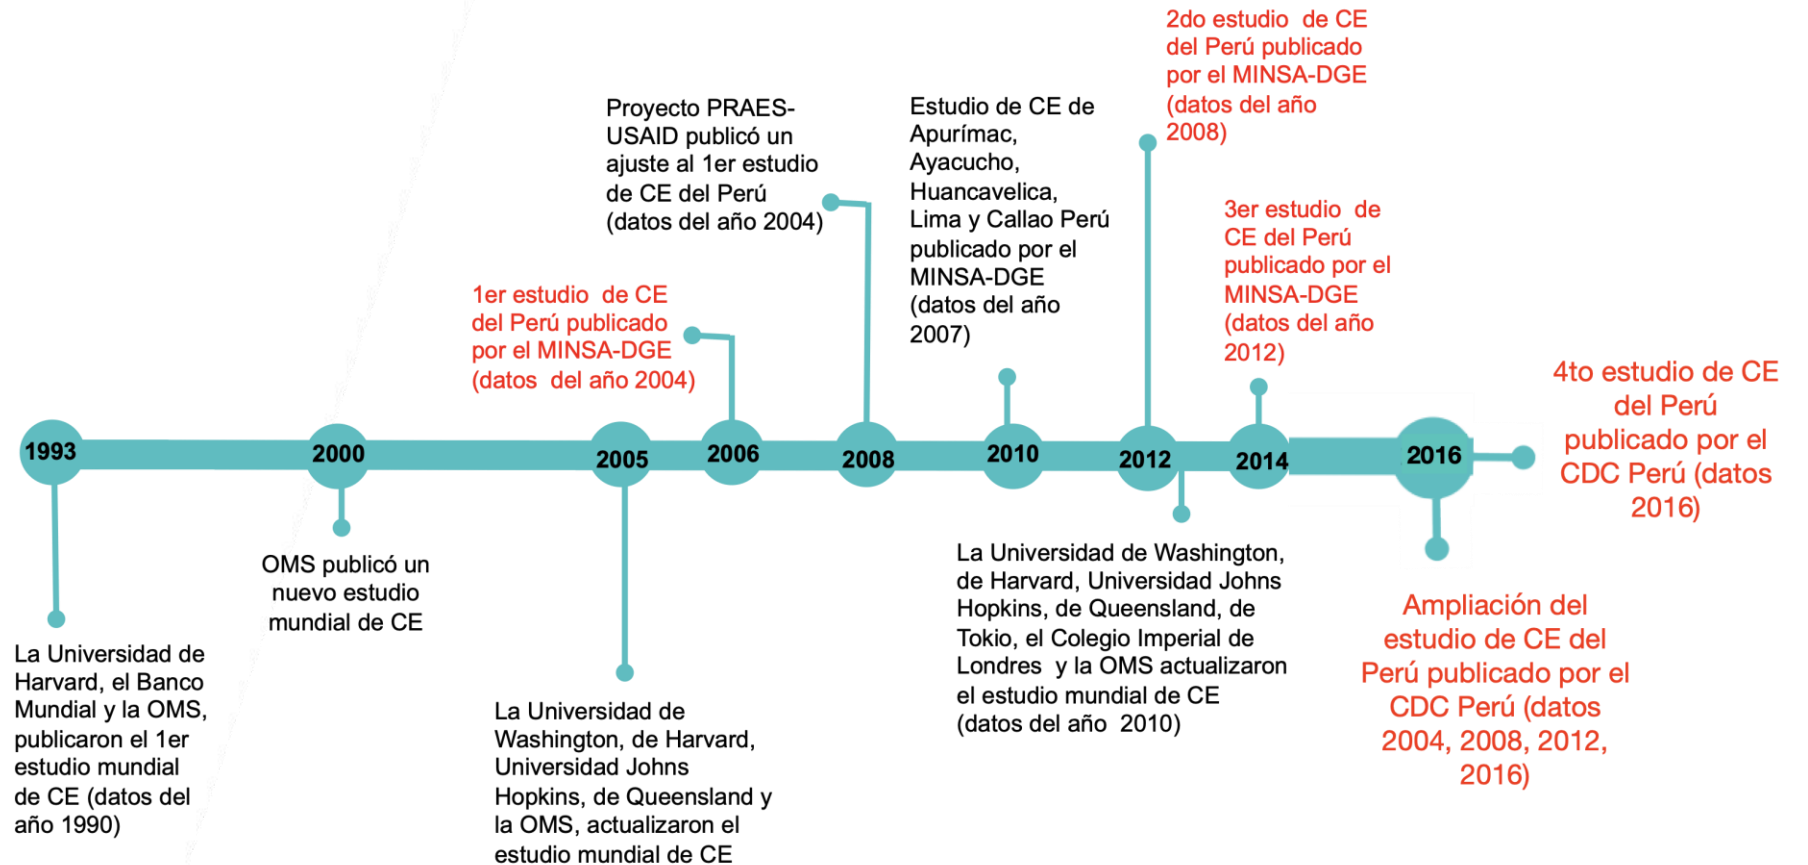 2do estudio  de CE
del Perú publicado
por el MINSA-DGE
(datos del año
2008)
Proyecto PRAES-
USAID publicó un
ajuste al 1er estudio
de CE del Perú
(datos del año 2004)
Estudio de CE de
Apurímac,
Ayacucho,
Huancavelica,
Lima y Callao Perú
publicado por el
MINSA-DGE
(datos del año
2007)
3er estudio  de
CE del Perú
publicado por el
MINSA-DGE
(datos del año
2012)
1er estudio  de CE
del Perú publicado
por el MINSA-DGE
(datos  del año 2004)
4to estudio de CE
del Perú
publicado por el
CDC Perú (datos
2016)
1993
2000
2005
2006
2008
2010
2012
2014
2016
La Universidad de
Harvard, el Banco
Mundial y la OMS,
publicaron el 1er
estudio mundial
de CE (datos del
año 1990)
OMS publicó un
nuevo estudio
mundial de CE
La Universidad de
Washington, de Harvard,
Universidad Johns
Hopkins, de Queensland y
la OMS, actualizaron el
estudio mundial de CE
La Universidad de Washington,
de Harvard, Universidad Johns
Hopkins, de Queensland, de
Tokio, el Colegio Imperial de
Londres  y la OMS actualizaron
el estudio mundial de CE
(datos del año  2010)
Ampliación del
estudio de CE del
Perú publicado por el
CDC Perú (datos
2004, 2008, 2012,
2016)